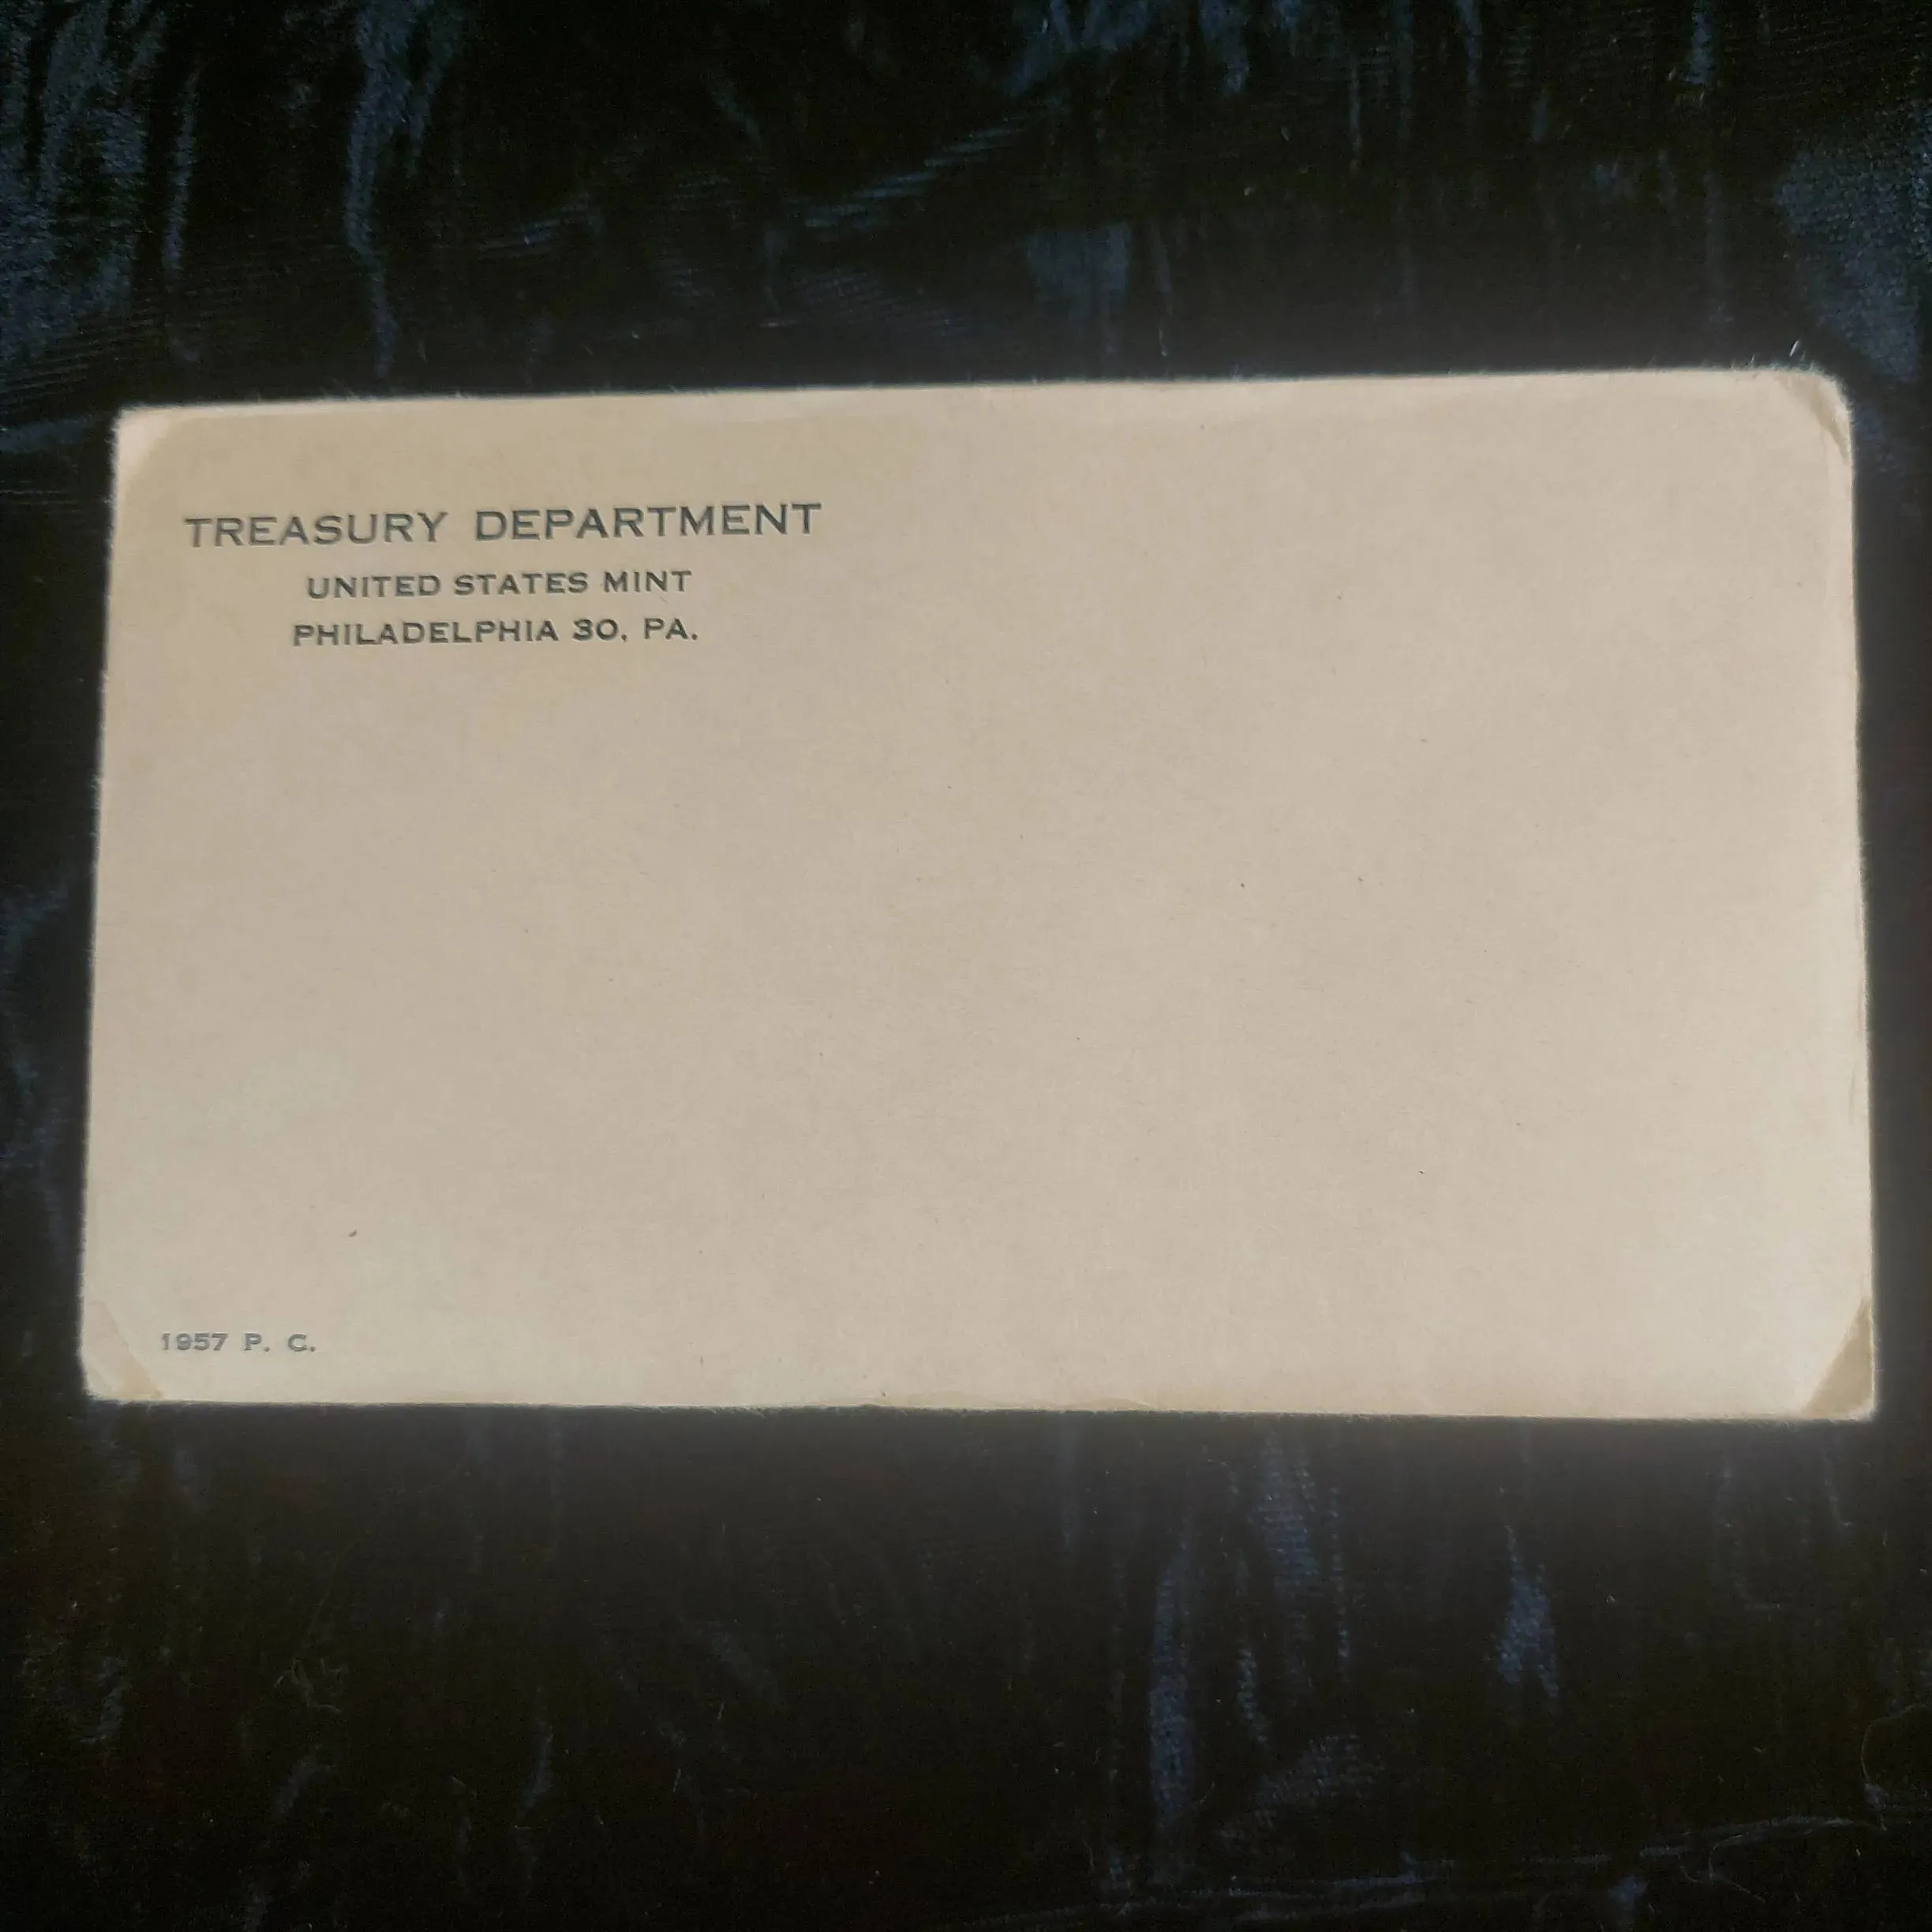 TREASURY DEPARTMENT
UNITED STATES MINT
PHILADELPHIA 30, PA.
1957 P. C.